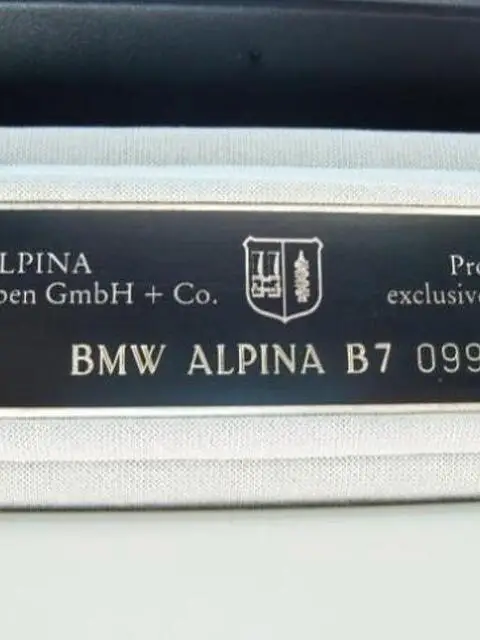 LPINA
pen GmbH + Co.
Pro
exclusive
BMW ALPINA B7 099